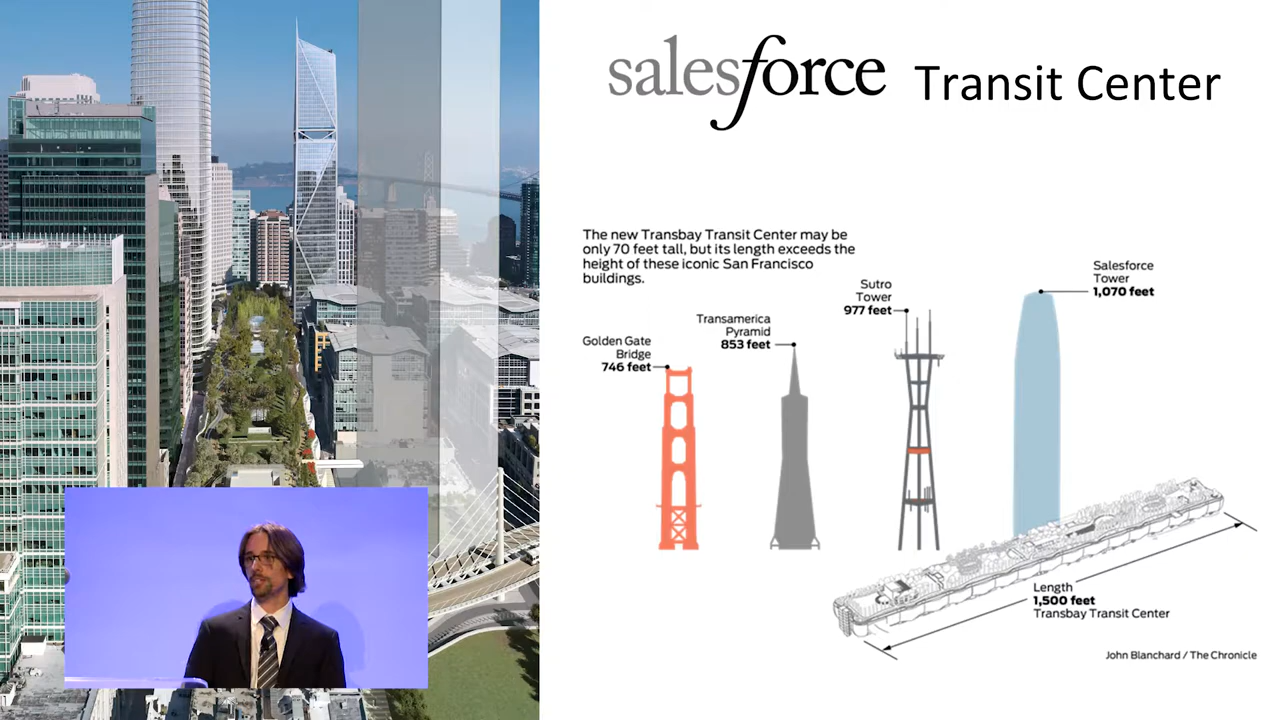 salesforce Transit Center
The new Transbay Transit Center may be
only 70 feet tall, but its length exceeds the
height of these iconic San Francisco
buildings.
Golden Gate
Bridge
746 feet
Transamerica
Pyramid
853 feet
Sutro
Tower
977 feet
Salesforce
Tower
1,070 feet
Length
1,500 feet
Transbay Transit Center
John Blanchard / The Chronicle